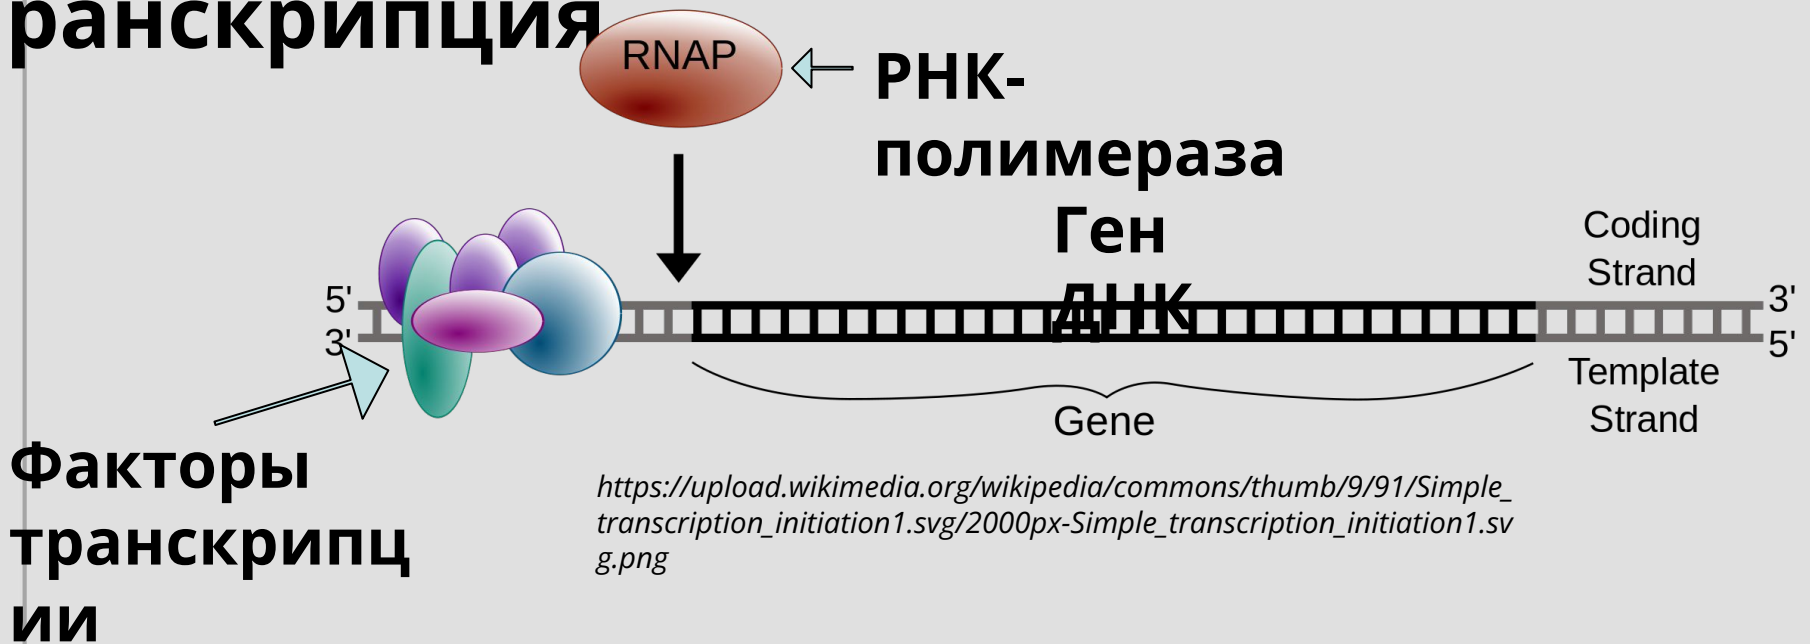 ранскрипция
RNAP
РНК-
полимераза
Ген
ДНК
Coding
Strand
5'
3'
3'
5'
Template
Strand
Gene
Факторы
транскрипц
ии
https://upload.wikimedia.org/wikipedia/commons/thumb/9/91/Simple_
transcription_initiation1.svg/2000px-Simple_transcription_initiation1.sv
g.png